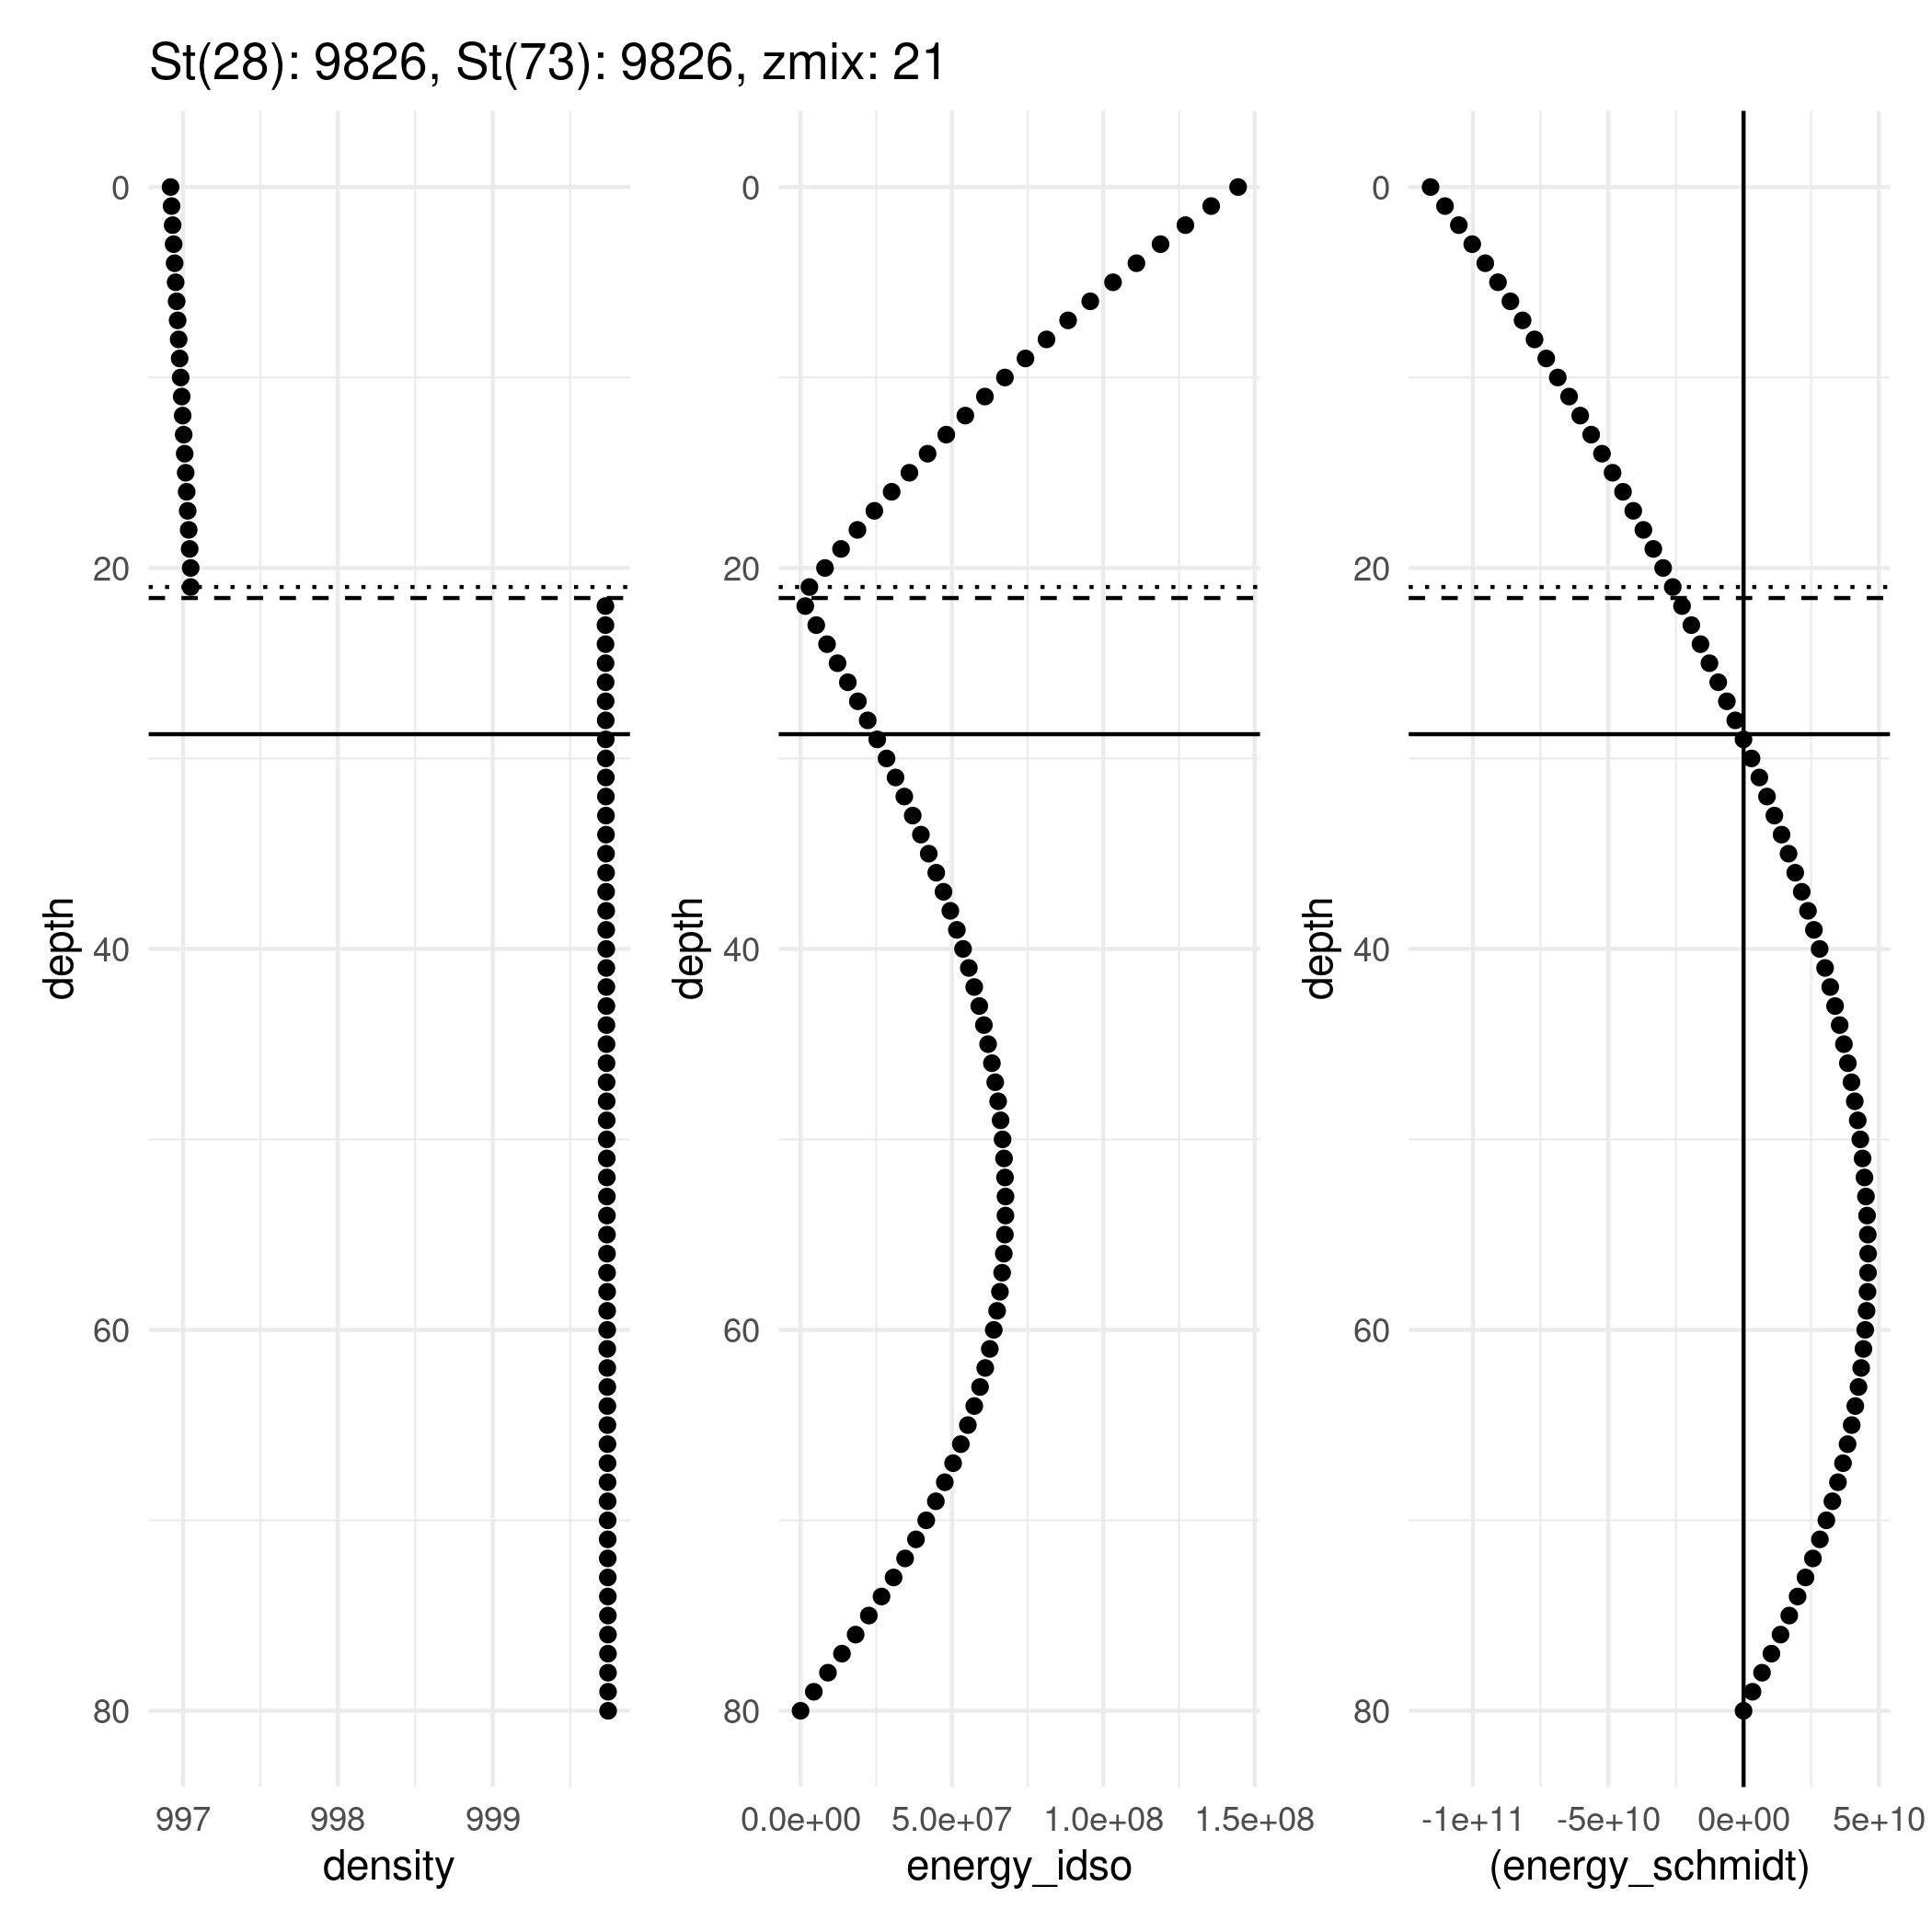 St(28): 9826, St(73): 9826, zmix: 21
depth
0
20
40
60
80
997 998 999
density
depth
0
20
40
60
80
0.0e+00 5.0e+07 1.0e+08 1.5e+08
energy_idso
depth
0
20
40
60
80
-1e+11 -5e+10 0e+00 5e+10
(energy_schmidt)